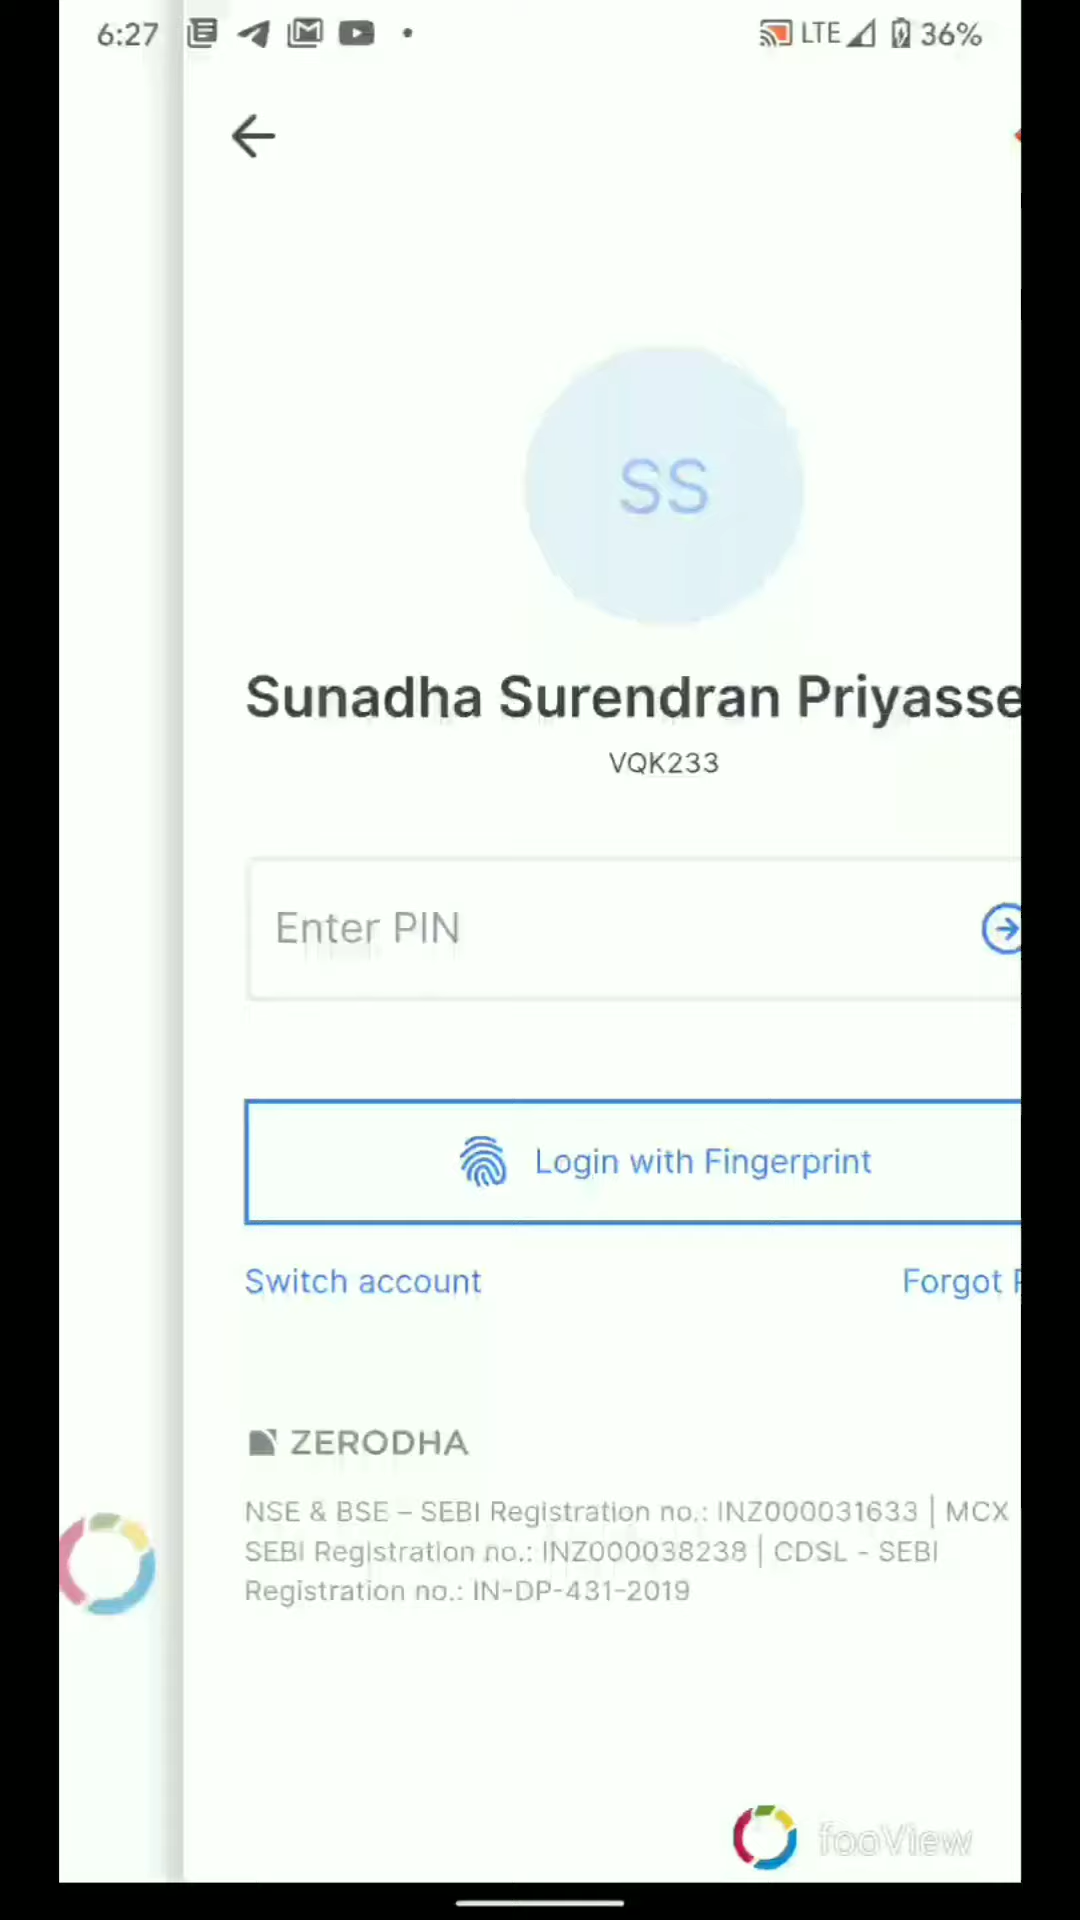 6:27 LTE 36%
SS
Sunadha Surendran Priyasse
VQK233
Enter PIN
Login with Fingerprint
Switch account Forgot
ZERODHA
NSE & BSE – SEBI Registration no.: INZ000031633 | MCX
SEBI Registration no.: INZ000038238 | CDSL - SEBI
Registration no.: IN-DP-431-2019
fooView